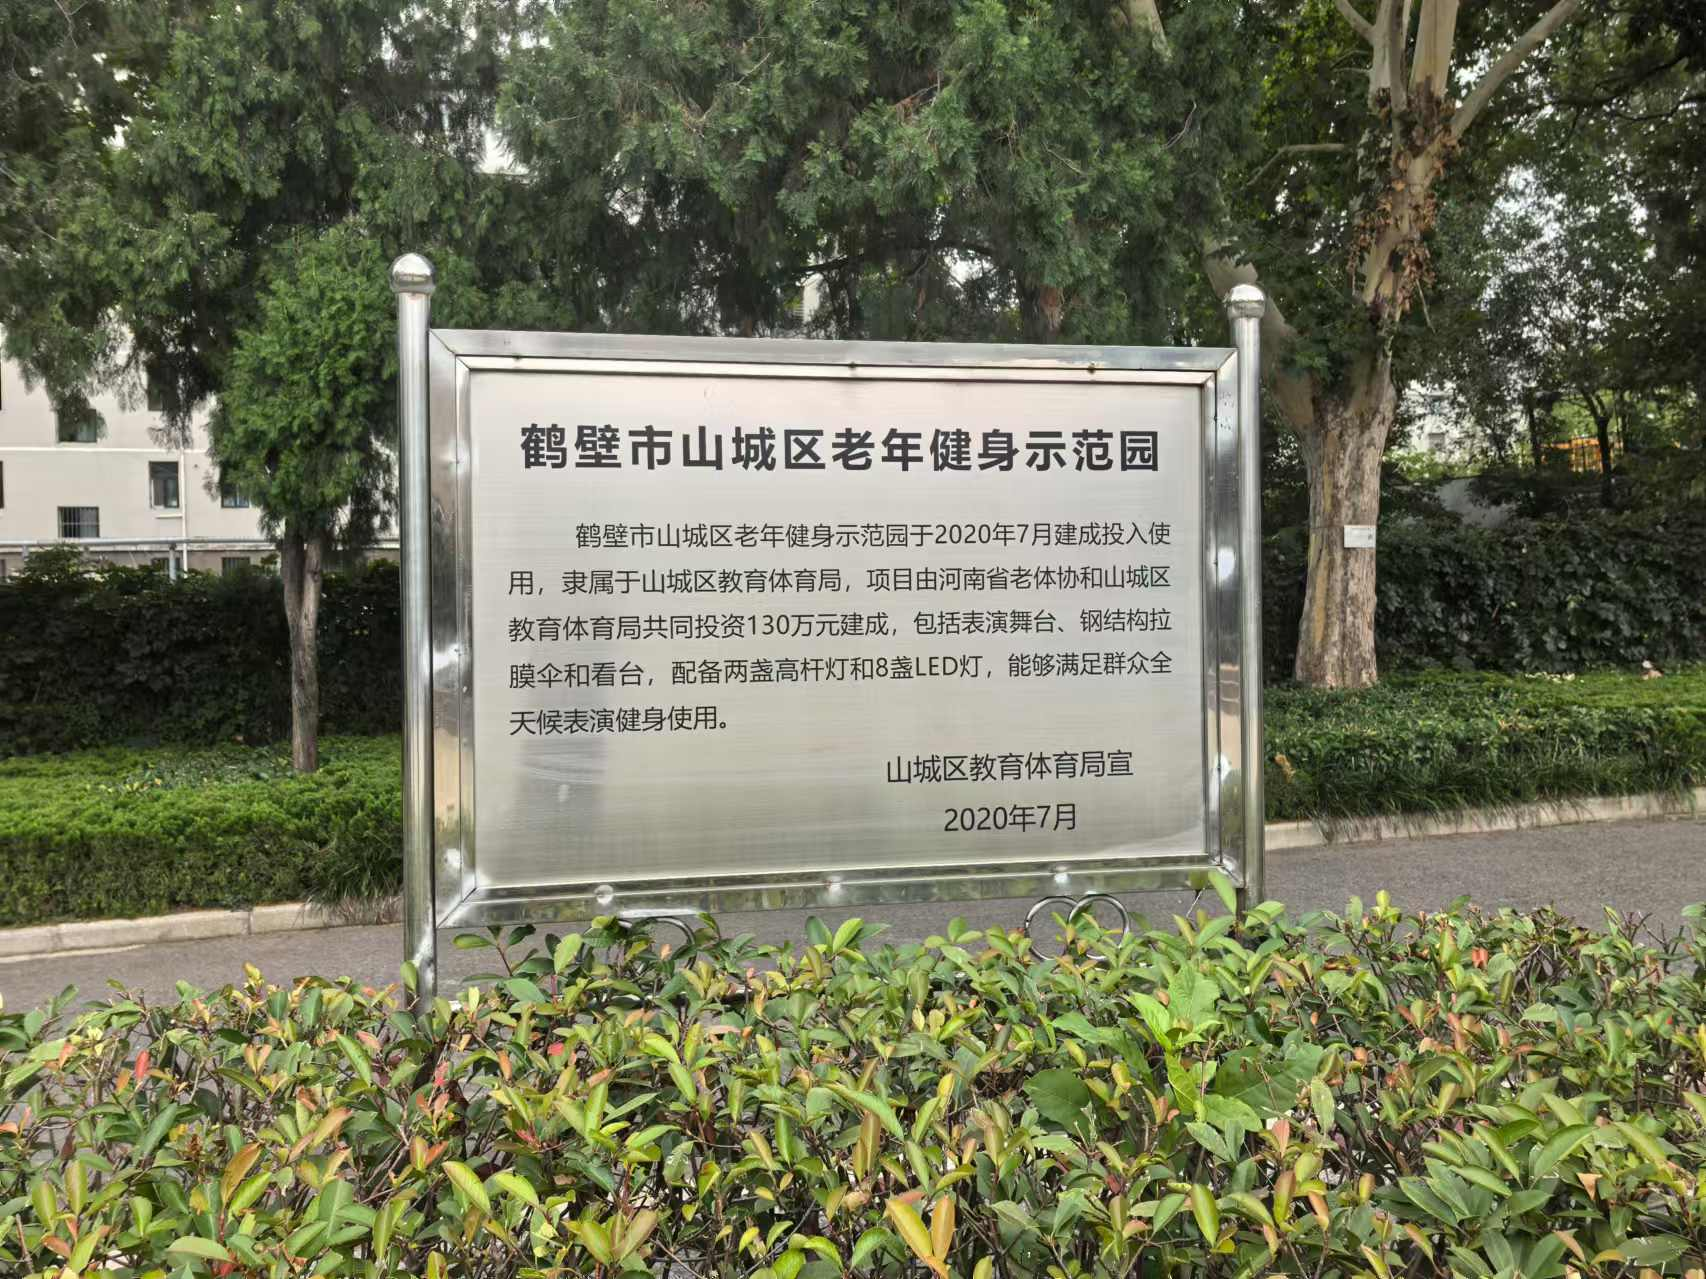 鹤壁市山城区老年健身示范园
鹤壁市山城区老年健身示范园于2020年7月建成投入使
用，隶属于山城区教育体育局，项目由河南省老体协和山城区
教育体育局共同投资130万元建成，包括表演舞台、钢结构拉
膜伞和看台，配备两盏高杆灯和8盏LED灯，能够满足群众全
天候表演健身使用。
山城区教育体育局宣
2020年7月